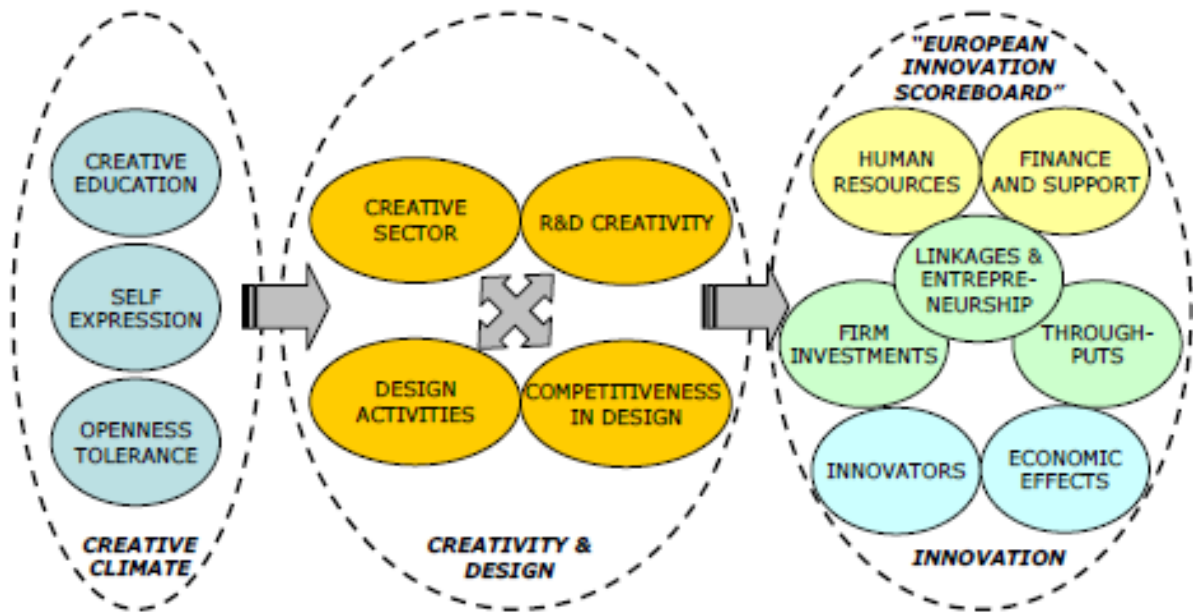 CREATIVE
EDUCATION
SELF
EXPRESSION
OPENNESS
TOLERANCE
CREATIVE
CLIMATE
CREATIVE
SECTOR
R&D CREATIVITY
DESIGN
ACTIVITIES
COMPETITIVENESS
IN DESIGN
CREATIVITY &
DESIGN
"EUROPEAN
INNOVATION
SCOREBOARD"
HUMAN
RESOURCES
FINANCE
AND SUPPORT
LINKAGES &
ENTREPRE-
NEURSHIP
FIRM
INVESTMENTS
THROUGH-
PUTS
INNOVATORS
ECONOMIC
EFFECTS
INNOVATION